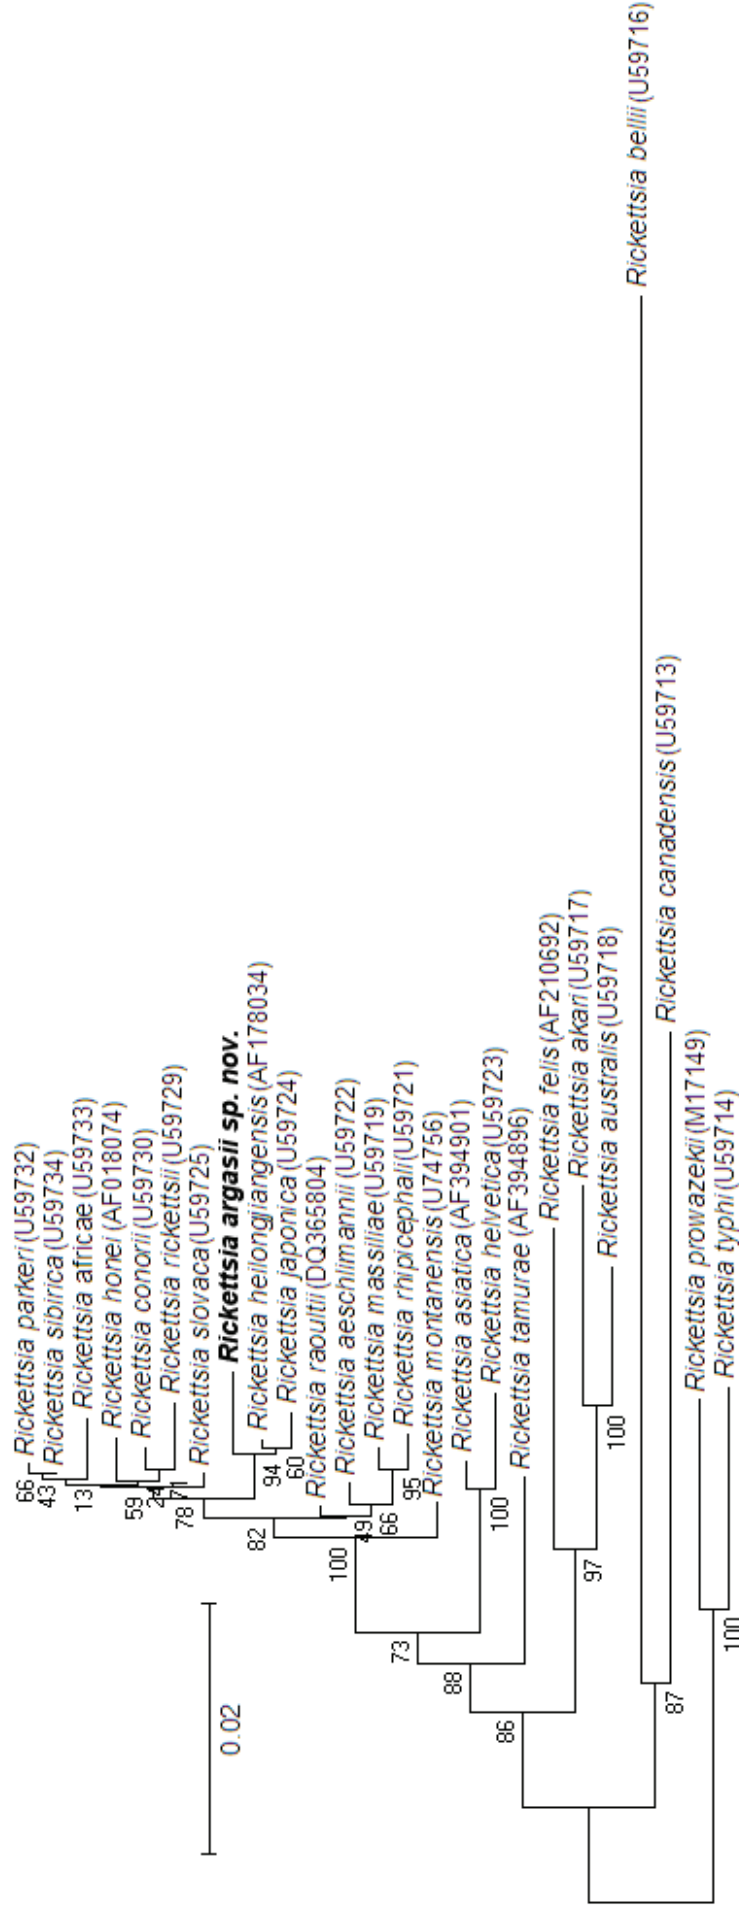 Rickettsia parkeri (U59732)
Rickettsia sibirica (U59734)
Rickettsia africae (U59733)
Rickettsia honei (AF018074)
Rickettsia conorii (U59730)
Rickettsia rickettsii (U59729)
Rickettsia slovaca (U59725)
Rickettsia argasii sp. nov.
Rickettsia heilongjiangensis (AF178034)
Rickettsia japonica (U59724)
Rickettsia raoultii (DQ365804)
Rickettsia aeschlimannii (U59722)
Rickettsia massiliae (U59719)
Rickettsia rhipicephali (U59721)
Rickettsia montanensis (U74756)
Rickettsia asiatica (AF394901)
Rickettsia helvetica (U59723)
Rickettsia tamurae (AF394896)
Rickettsia felis (AF210692)
Rickettsia akari (U59717)
Rickettsia australis (U59718)
Rickettsia bellii (U59716)
Rickettsia canadensis (U59713)
Rickettsia prowazekii (M17149)
Rickettsia typhi (U59714)
66
43
13
59
71
78
94
60
82
100
49
66
95
73
100
88
86
97
100
87
100
0.02